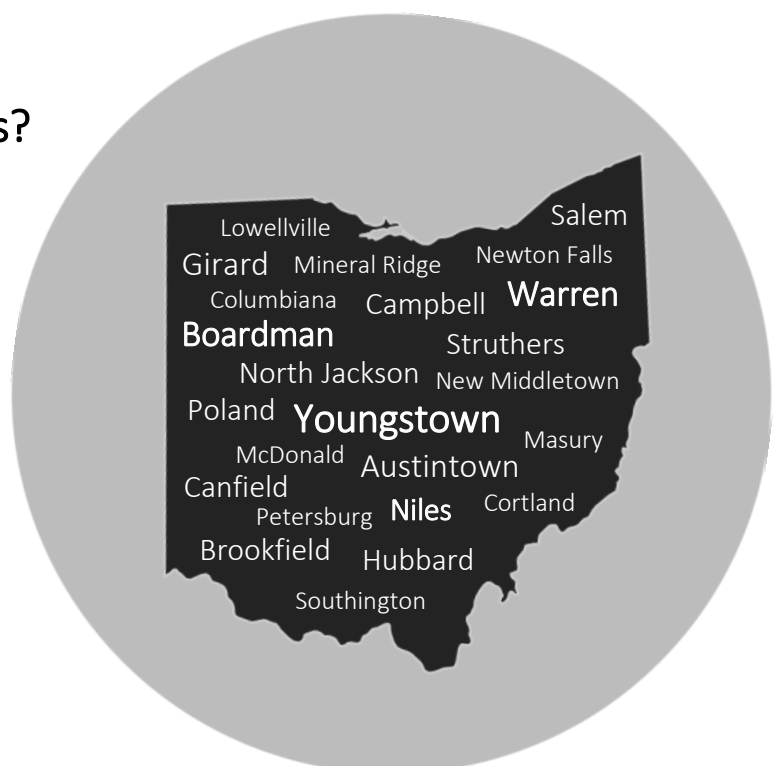 s?
Salem
Lowellville
Newton Falls
Girard Mineral Ridge
Warren
Columbiana Campbell
Boardman
Struthers
North Jackson New Middletown
Poland Youngstown
Masury
McDonald Austintown
Canfield
Cortland
Petersburg Niles
Brookfield Hubbard
Southington